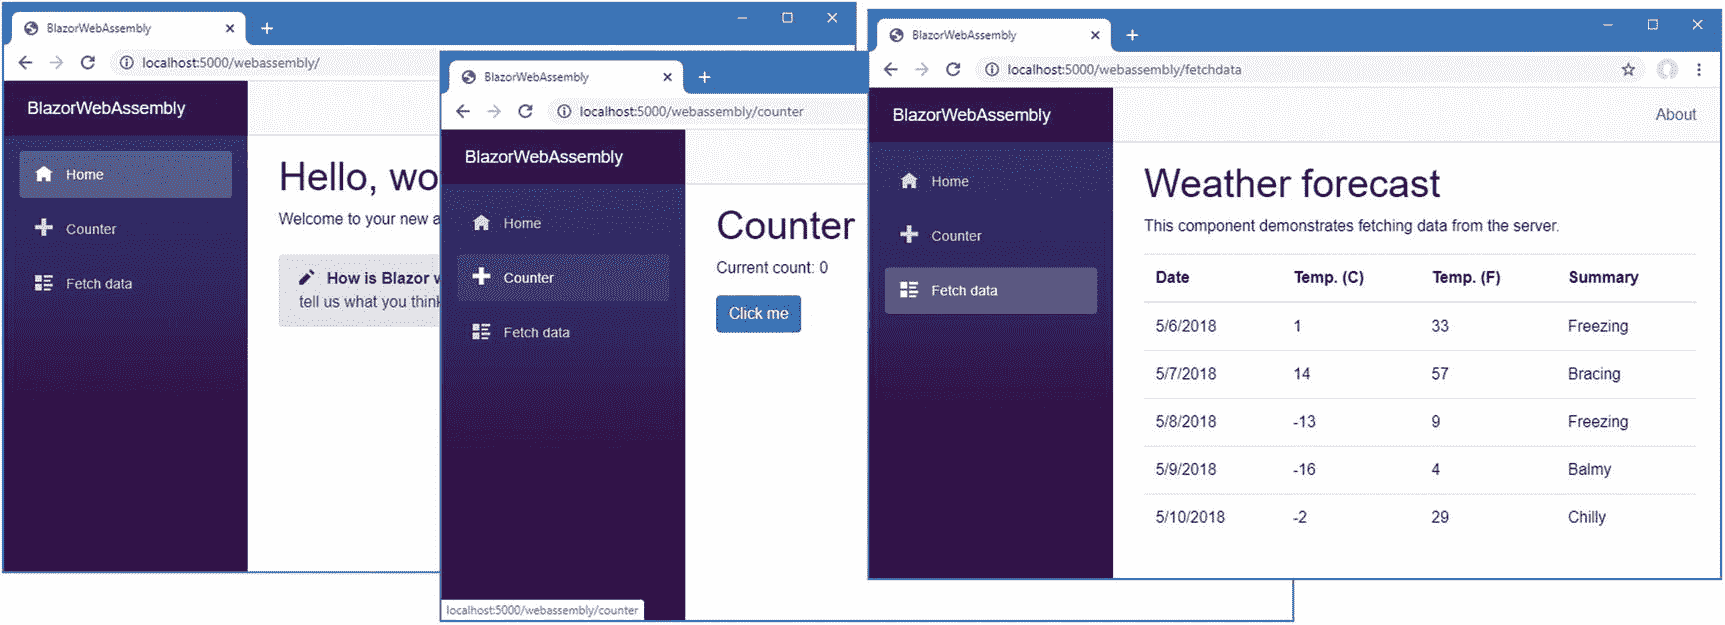 BlazorWebAssembly
localhost:5000/webassembly/
BlazorWebAssembly
Home
Counter
Fetch data
Hello, wo
Welcome to your new a
How is Blazor w
tell us what you think
BlazorWebAssembly
localhost:5000/webassembly/counter
BlazorWebAssembly
Home
Counter
Fetch data
Counter
Current count: 0
Click me
localhost:5000/webassembly/counter
BlazorWebAssembly
localhost:5000/webassembly/fetchdata
BlazorWebAssembly
About
Home
Counter
Fetch data
Weather forecast
This component demonstrates fetching data from the server.
Date Temp. (C) Temp. (F) Summary
5/6/2018 1 33 Freezing
5/7/2018 14 57 Bracing
5/8/2018 -13 9 Freezing
5/9/2018 -16 4 Balmy
5/10/2018 -2 29 Chilly